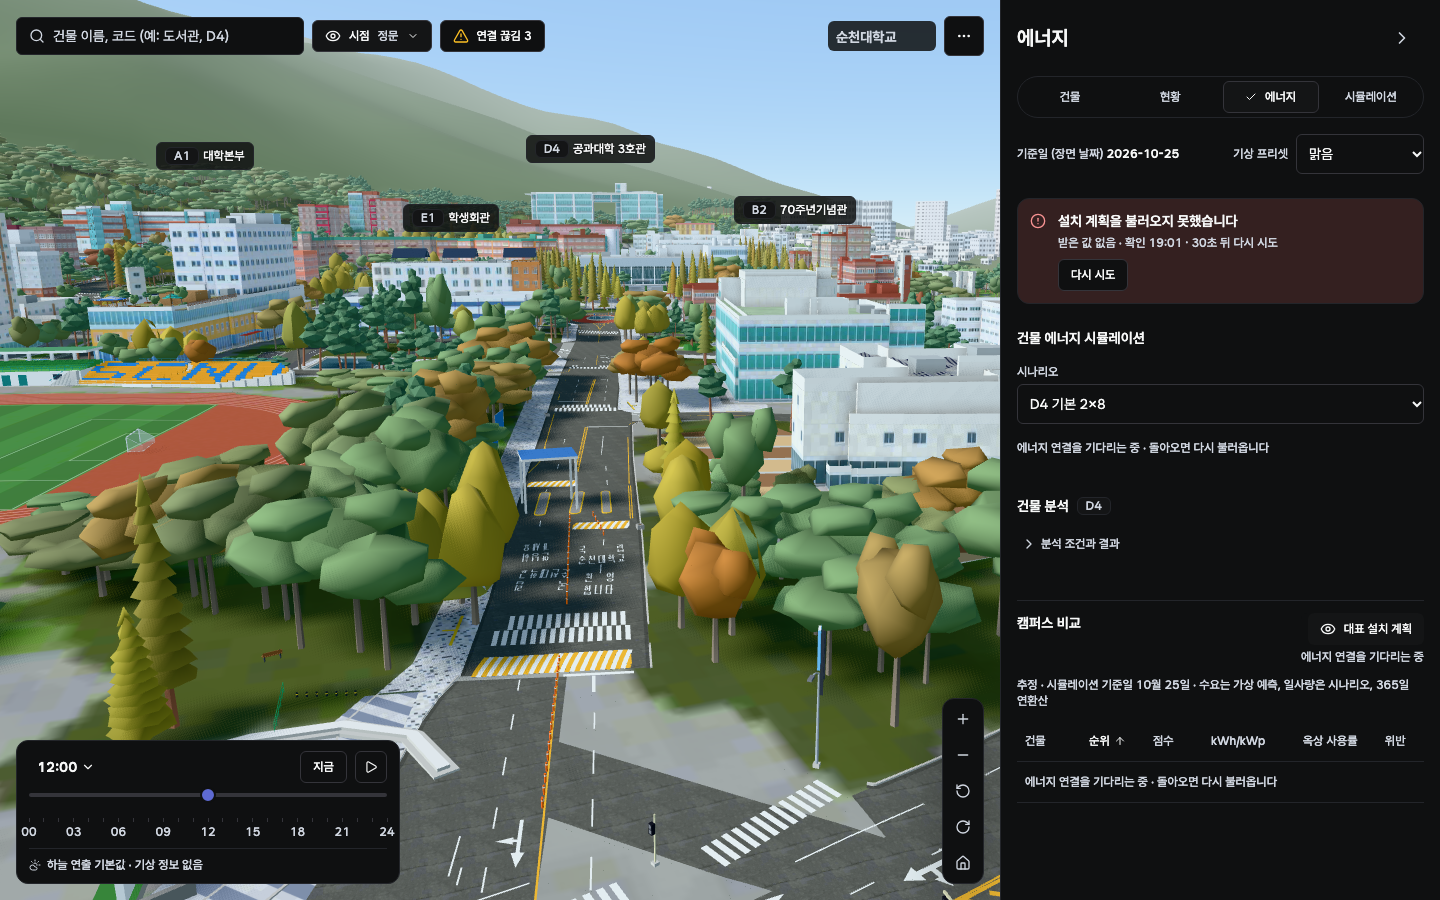 건물 이름, 코드 (예: 도서관, D4)
시점 정문
연결 끊김 3
순천대학교
A1 대학본부
D4 공과대학 3호관
E1 학생회관
B2 70주년기념관
12:00
지금
00 03 06 09 12 15 18 21 24
하늘 연출 기본값 · 기상 정보 없음
에너지
건물 현황 에너지 시뮬레이션
기준일 (장면 날짜) 2026-10-25
기상 프리셋 맑음
설치 계획을 불러오지 못했습니다
받은 값 없음 · 확인 19:01 · 30초 뒤 다시 시도
다시 시도
건물 에너지 시뮬레이션
시나리오
D4 기본 2×8
에너지 연결을 기다리는 중 · 돌아오면 다시 불러옵니다
건물 분석 D4
분석 조건과 결과
캠퍼스 비교
대표 설치 계획
에너지 연결을 기다리는 중
추정 · 시뮬레이션 기준일 10월 25일 · 수요는 가상 예측, 일사량은 시나리오, 365일
연환산
건물 순위 ↑ 점수 kWh/kWp 옥상 사용률 위반
에너지 연결을 기다리는 중 · 돌아오면 다시 불러옵니다